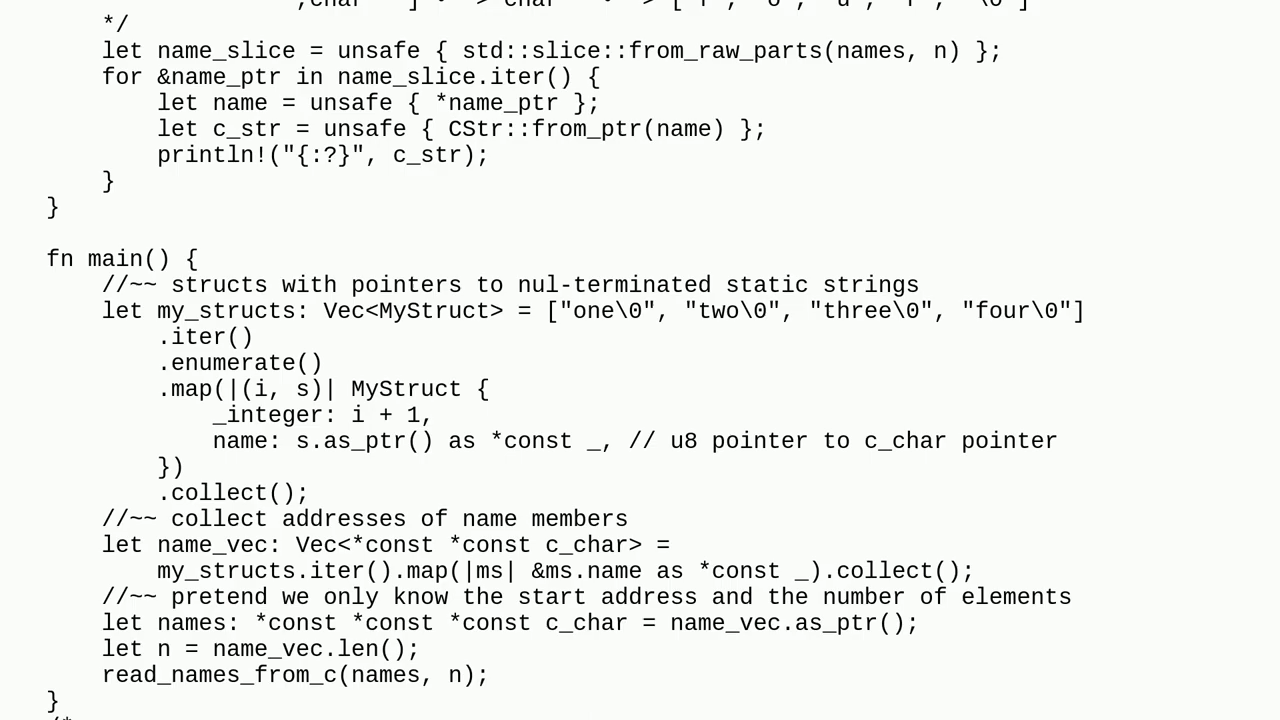 */
let name_slice = unsafe { std::slice::from_raw_parts(names, n) };
for &name_ptr in name_slice.iter() {
let name = unsafe { *name_ptr };
let c_str = unsafe { CStr::from_ptr(name) };
println!("{:?}", c_str);
}
}
fn main() {
//~~ structs with pointers to nul-terminated static strings
let my_structs: Vec<MyStruct> = ["one\0", "two\0", "three\0", "four\0"]
.iter()
.enumerate()
.map(|(i, s)| MyStruct {
_integer: i + 1,
name: s.as_ptr() as *const _, // u8 pointer to c_char pointer
})
.collect();
//~~ collect addresses of name members
let name_vec: Vec<*const *const c_char> =
my_structs.iter().map(|ms| &ms.name as *const _).collect();
//~~ pretend we only know the start address and the number of elements
let names: *const *const *const c_char = name_vec.as_ptr();
let n = name_vec.len();
read_names_from_c(names, n);
}